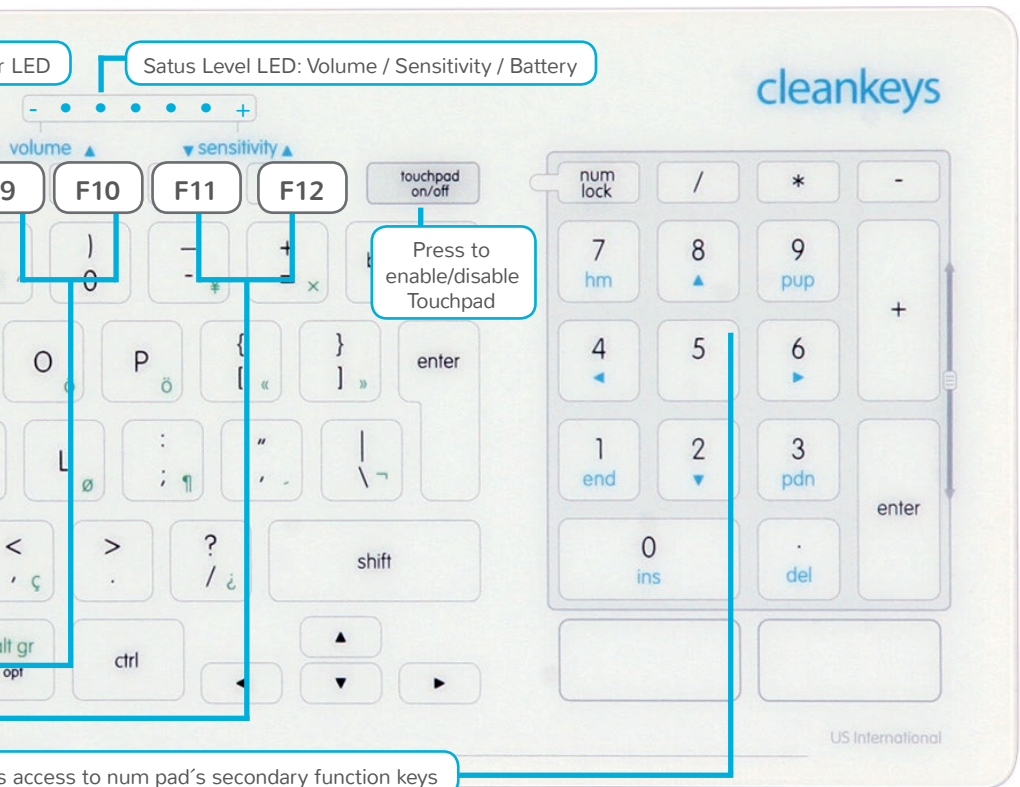 r LED
Satus Level LED: Volume / Sensitivity / Battery
cleankeys
- +
volume ▲ ▼ sensitivity ▲
9 F10 F11 F12
touchpad
on/off
num
lock
/ * -
Press to
enable/disable
Touchpad
)
0
—
- ¥
+
= ×
7
hm
8
▲
9
pup
+
O
P ö
{
[ «
}
] »
enter
4
◄
5
6
►
L ø
:
; ¶
"
'
|
\ ¬
1
end
2
▼
3
pdn
enter
<
, ç
>
.
?
/ ¿
shift
0
ins
.
del
alt gr
opt
ctrl
▲
◄ ▼ ►
US International
s access to num pad´s secondary function keys